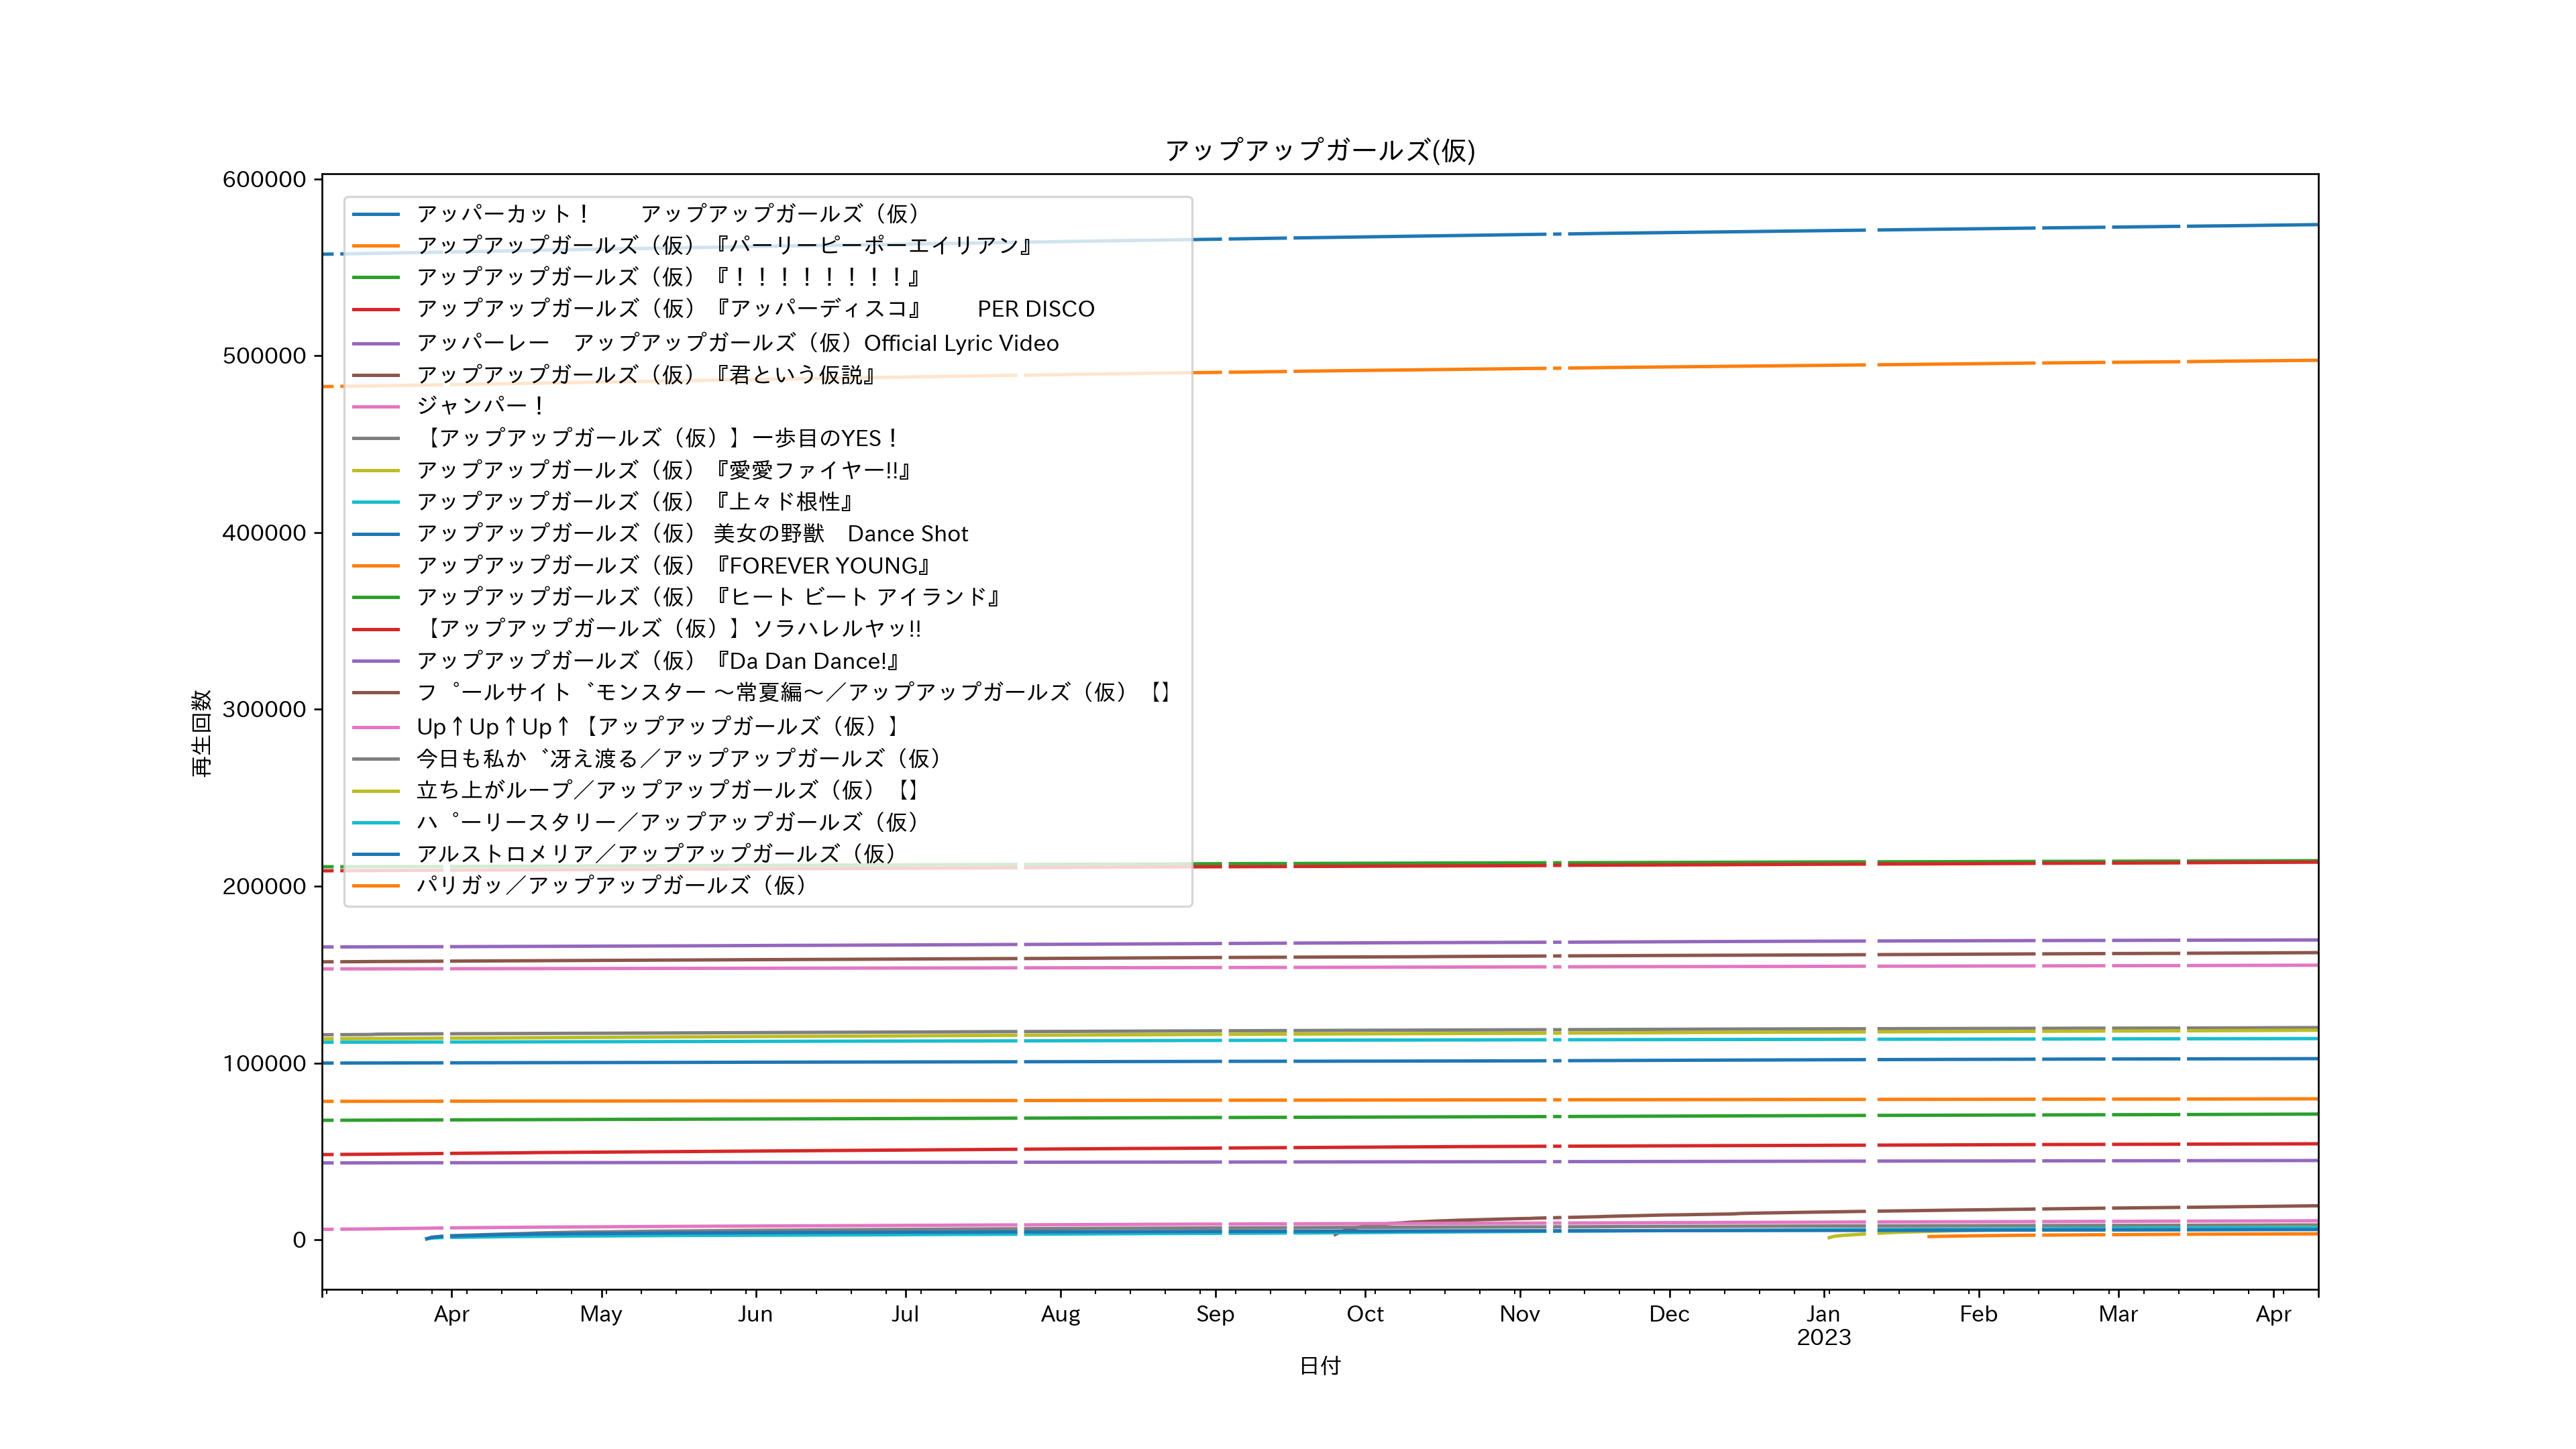 アップアップガールズ(仮)
600000
500000
400000
300000
200000
100000
0
再生回数
アッパーカット！　　アップアップガールズ（仮）
アップアップガールズ（仮）『パーリーピーポーエイリアン』
アップアップガールズ（仮）『！！！！！！！！』
アップアップガールズ（仮）『アッパーディスコ』　　PER DISCO
アッパーレー　アップアップガールズ（仮）Official Lyric Video
アップアップガールズ（仮）『君という仮説』
ジャンパー！
【アップアップガールズ（仮）】一歩目のYES！
アップアップガールズ（仮）『愛愛ファイヤー!!』
アップアップガールズ（仮）『上々ド根性』
アップアップガールズ（仮） 美女の野獣　Dance Shot
アップアップガールズ（仮）『FOREVER YOUNG』
アップアップガールズ（仮）『ヒート ビート アイランド』
【アップアップガールズ（仮）】ソラハレルヤッ!!
アップアップガールズ（仮）『Da Dan Dance!』
フ゜ールサイト゛モンスター 〜常夏編〜／アップアップガールズ（仮）【】
Up↑Up↑Up↑【アップアップガールズ（仮）】
今日も私か゛冴え渡る／アップアップガールズ（仮）
立ち上がループ／アップアップガールズ（仮）【】
ハ゜ーリースタリー／アップアップガールズ（仮）
アルストロメリア／アップアップガールズ（仮）
パリガッ／アップアップガールズ（仮）
Apr May Jun Jul Aug Sep Oct Nov Dec Jan Feb Mar Apr
2023
日付